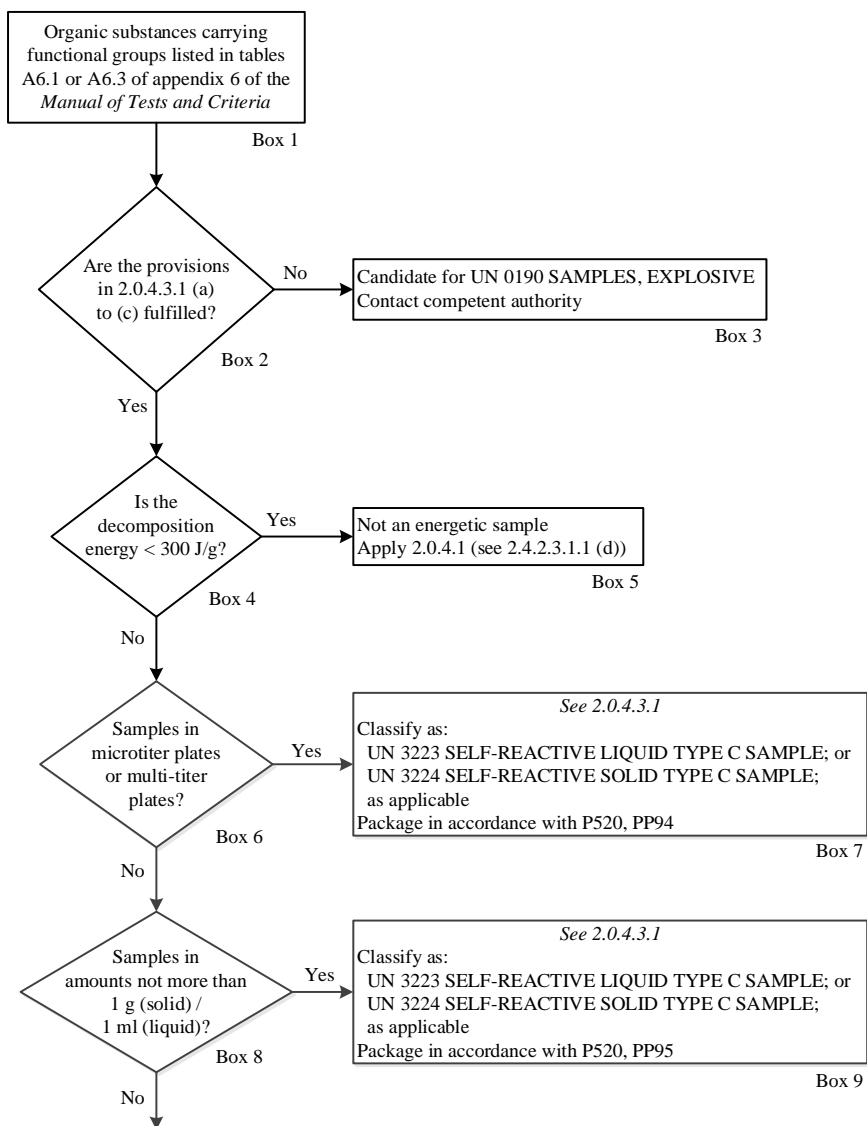 Organic substances carrying
functional groups listed in tables
A6.1 or A6.3 of appendix 6 of the
Manual of Tests and Criteria
Box 1
Are the provisions
in 2.0.4.3.1 (a)
to (c) fulfilled?
Box 2
No
Candidate for UN 0190 SAMPLES, EXPLOSIVE
Contact competent authority
Box 3
Yes
Is the
decomposition
energy < 300 J/g?
Box 4
Yes
Not an energetic sample
Apply 2.0.4.1 (see 2.4.2.3.1.1 (d))
Box 5
No
Samples in
microtiter plates
or multi-titer
plates?
Box 6
Yes
See 2.0.4.3.1
Classify as:
UN 3223 SELF-REACTIVE LIQUID TYPE C SAMPLE; or
UN 3224 SELF-REACTIVE SOLID TYPE C SAMPLE;
as applicable
Package in accordance with P520, PP94
Box 7
No
Samples in
amounts not more than
1 g (solid) /
1 ml (liquid)?
Box 8
Yes
See 2.0.4.3.1
Classify as:
UN 3223 SELF-REACTIVE LIQUID TYPE C SAMPLE; or
UN 3224 SELF-REACTIVE SOLID TYPE C SAMPLE;
as applicable
Package in accordance with P520, PP95
Box 9
No